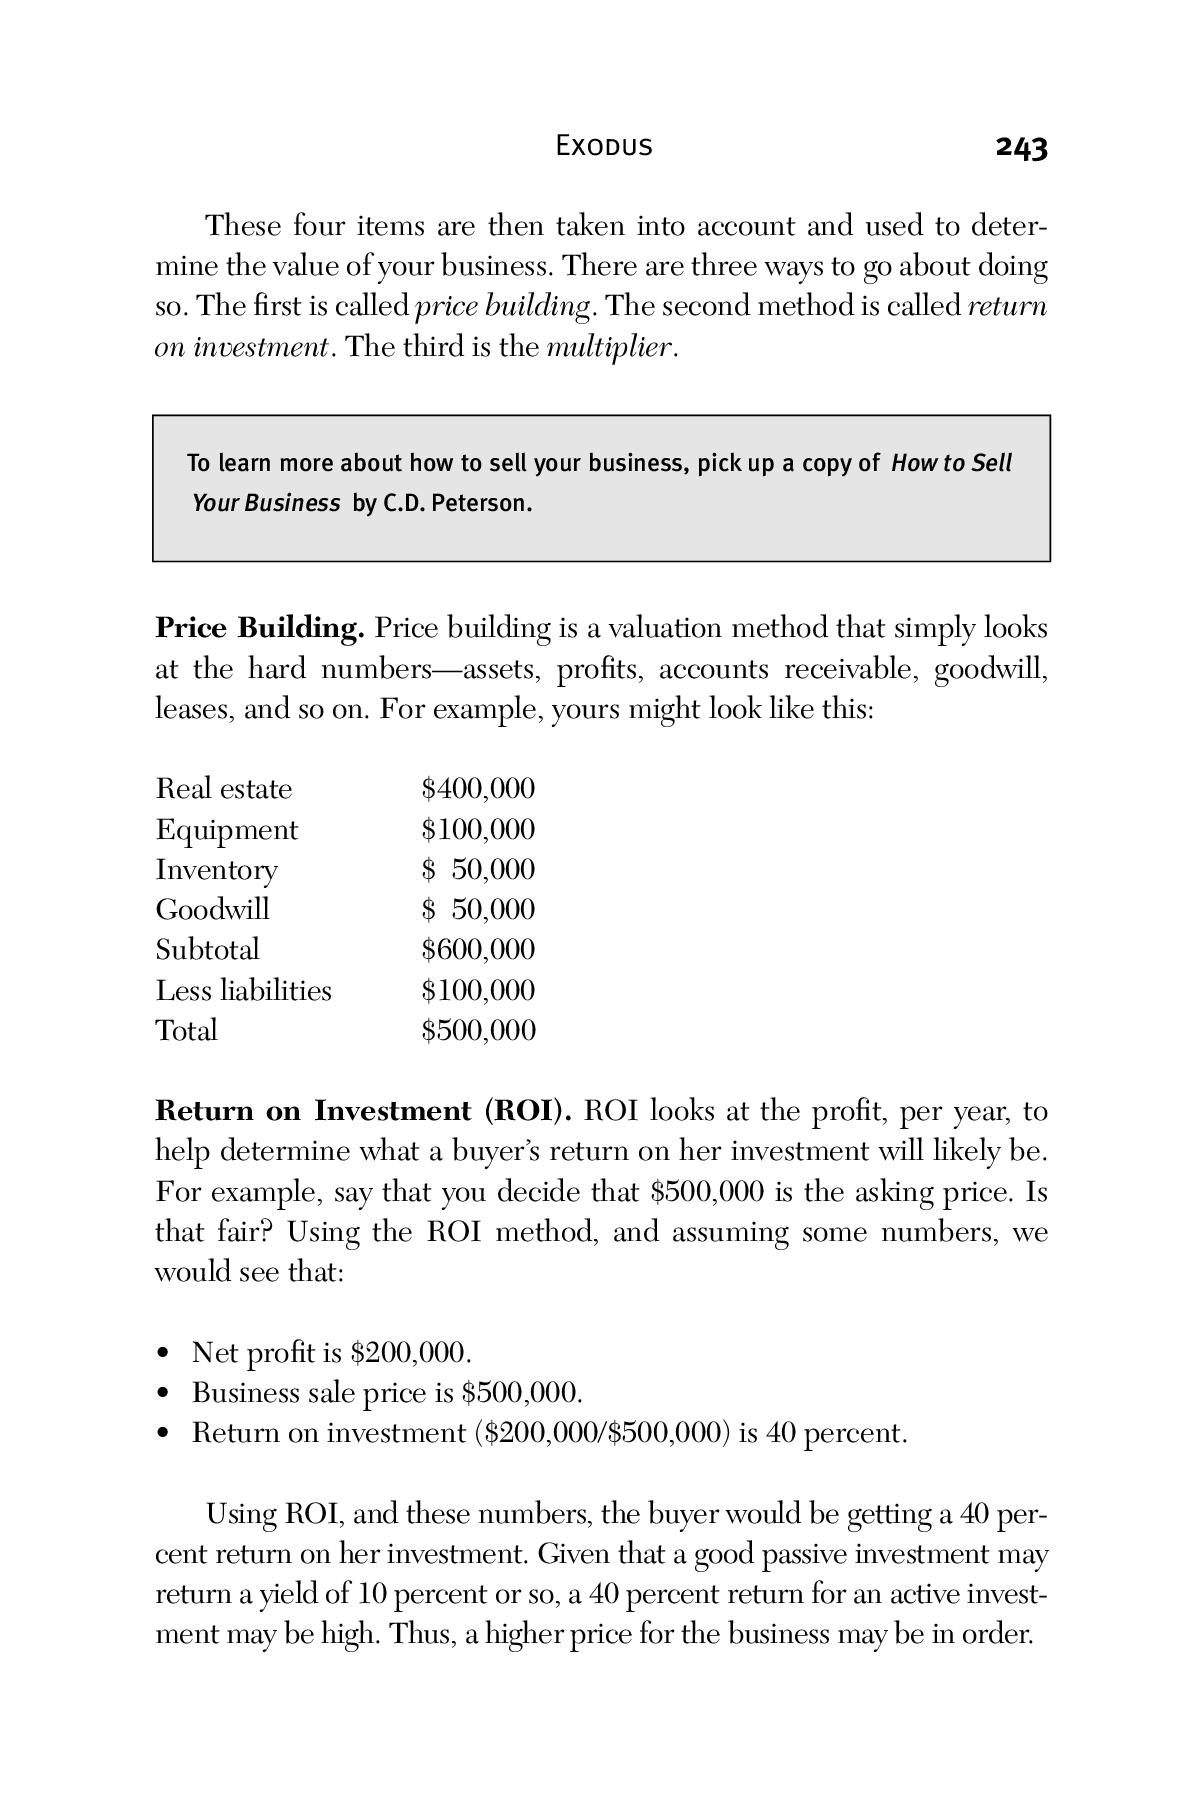 Exodus 243
These four items are then taken into account and used to deter-
mine the value of your business. There are three ways to go about doing
so. The first is called price building. The second method is called return
on investment. The third is the multiplier.
To learn more about how to sell your business, pick up a copy of How to Sell
Your Business by C.D. Peterson.
Price Building. Price building is a valuation method that simply looks
at the hard numbers—assets, profits, accounts receivable, goodwill,
leases, and so on. For example, yours might look like this:
Real estate $400,000
Equipment $100,000
Inventory $ 50,000
Goodwill $ 50,000
Subtotal $600,000
Less liabilities $100,000
Total $500,000
Return on Investment (ROI). ROI looks at the profit, per year, to
help determine what a buyer’s return on her investment will likely be.
For example, say that you decide that $500,000 is the asking price. Is
that fair? Using the ROI method, and assuming some numbers, we
would see that:
• Net profit is $200,000.
• Business sale price is $500,000.
• Return on investment ($200,000/$500,000) is 40 percent.
Using ROI, and these numbers, the buyer would be getting a 40 per-
cent return on her investment. Given that a good passive investment may
return a yield of 10 percent or so, a 40 percent return for an active invest-
ment may be high. Thus, a higher price for the business may be in order.